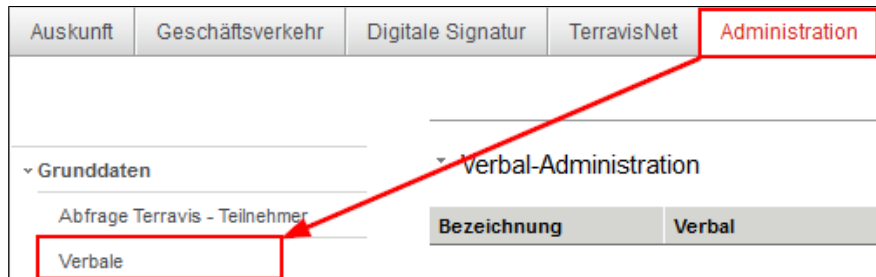 Auskunft Geschäftsverkehr Digitale Signatur TerravisNet Administration
Grunddaten
Abfrage Terravis - Teilnehmer
Verbale
Verbal-Administration
Bezeichnung Verbal